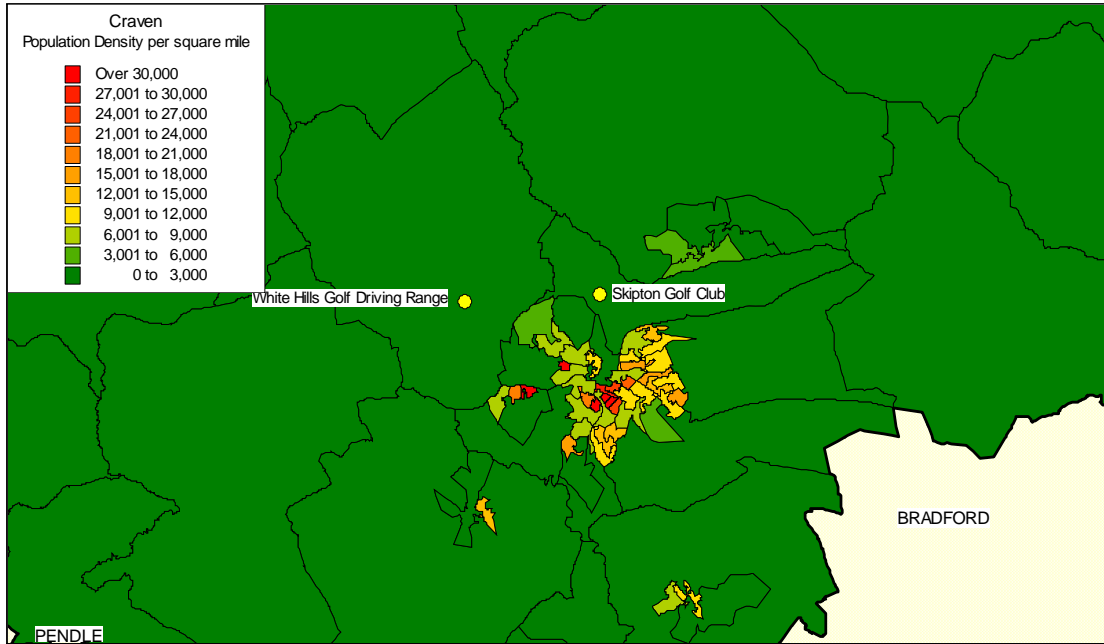 Craven
Population Density per square mile
Over 30,000
27,001 to 30,000
24,001 to 27,000
21,001 to 24,000
18,001 to 21,000
15,001 to 18,000
12,001 to 15,000
9,001 to 12,000
6,001 to 9,000
3,001 to 6,000
0 to 3,000
White Hills Golf Driving Range
Skipton Golf Club
BRADFORD
PENDLE